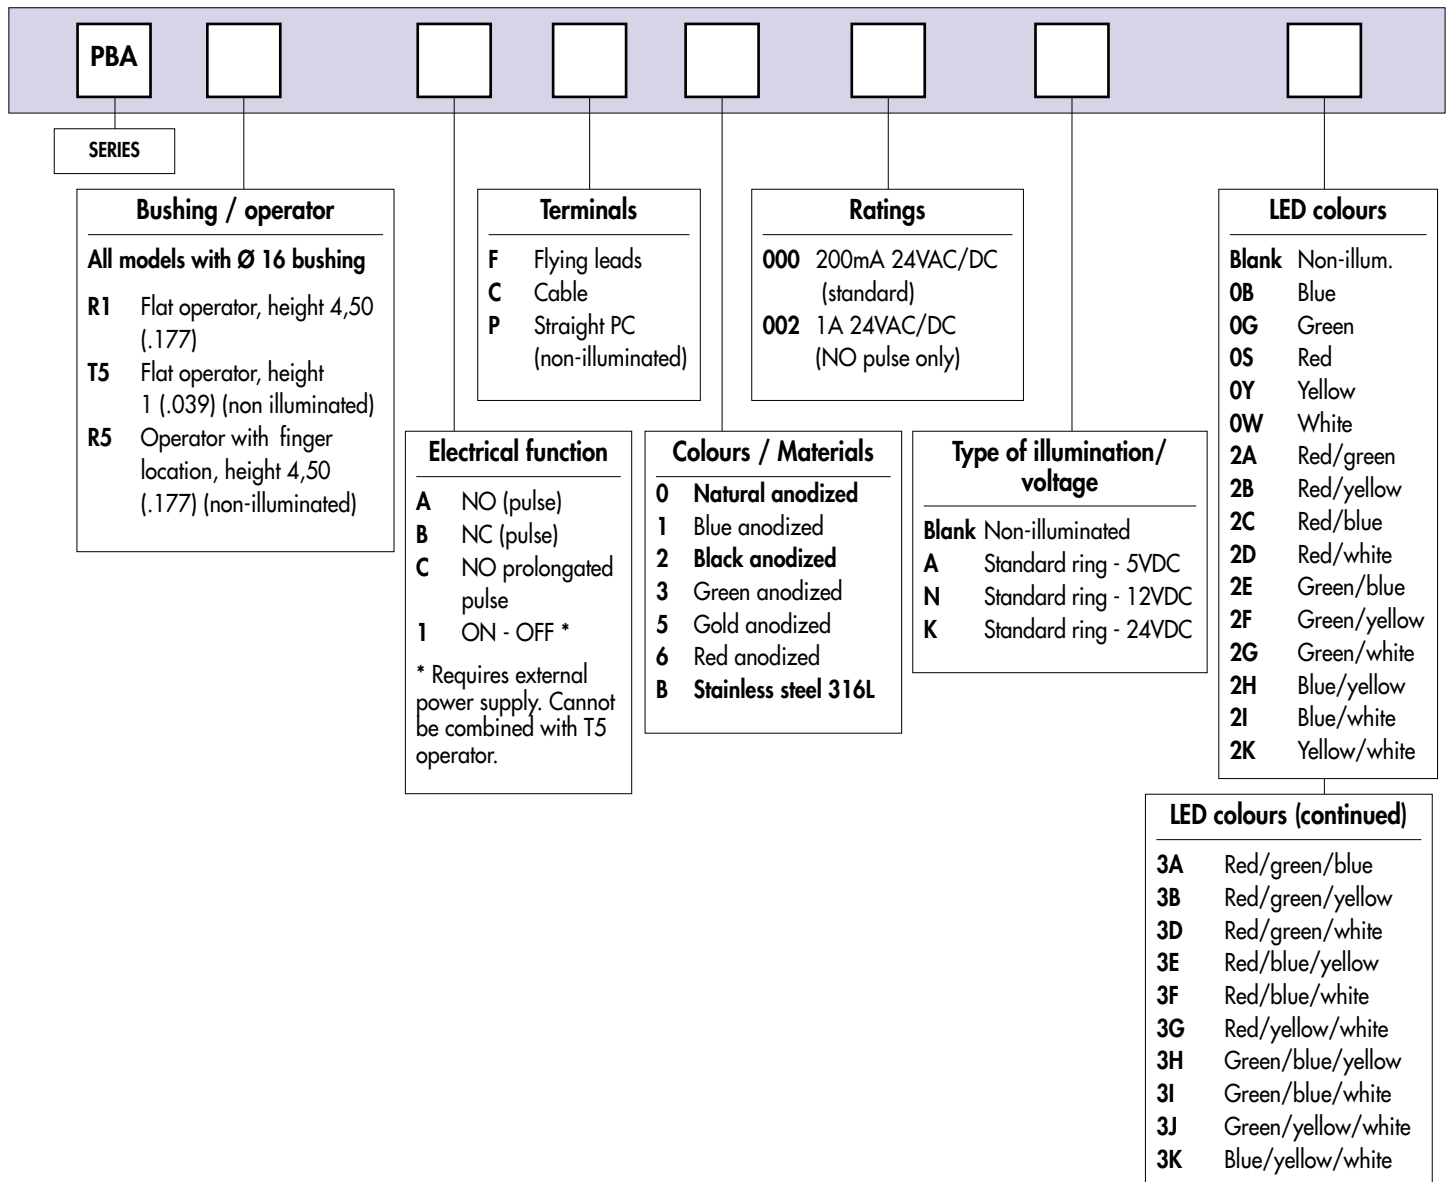 PBA
SERIES
Bushing / operator
All models with Ø 16 bushing
R1 Flat operator, height 4,50
(.177)
T5 Flat operator, height
1 (.039) (non illuminated)
R5 Operator with finger
location, height 4,50
(.177) (non-illuminated)
Electrical function
A NO (pulse)
B NC (pulse)
C NO prolongated
pulse
1 ON - OFF *
* Requires external
power supply. Cannot
be combined with T5
operator.
Terminals
F Flying leads
C Cable
P Straight PC
(non-illuminated)
Colours / Materials
0 Natural anodized
1 Blue anodized
2 Black anodized
3 Green anodized
5 Gold anodized
6 Red anodized
B Stainless steel 316L
Ratings
000 200mA 24VAC/DC
(standard)
002 1A 24VAC/DC
(NO pulse only)
Type of illumination/
voltage
Blank Non-illuminated
A Standard ring - 5VDC
N Standard ring - 12VDC
K Standard ring - 24VDC
LED colours
Blank Non-illum.
0B Blue
0G Green
0S Red
0Y Yellow
0W White
2A Red/green
2B Red/yellow
2C Red/blue
2D Red/white
2E Green/blue
2F Green/yellow
2G Green/white
2H Blue/yellow
2I Blue/white
2K Yellow/white
LED colours (continued)
3A Red/green/blue
3B Red/green/yellow
3D Red/green/white
3E Red/blue/yellow
3F Red/blue/white
3G Red/yellow/white
3H Green/blue/yellow
3I Green/blue/white
3J Green/yellow/white
3K Blue/yellow/white